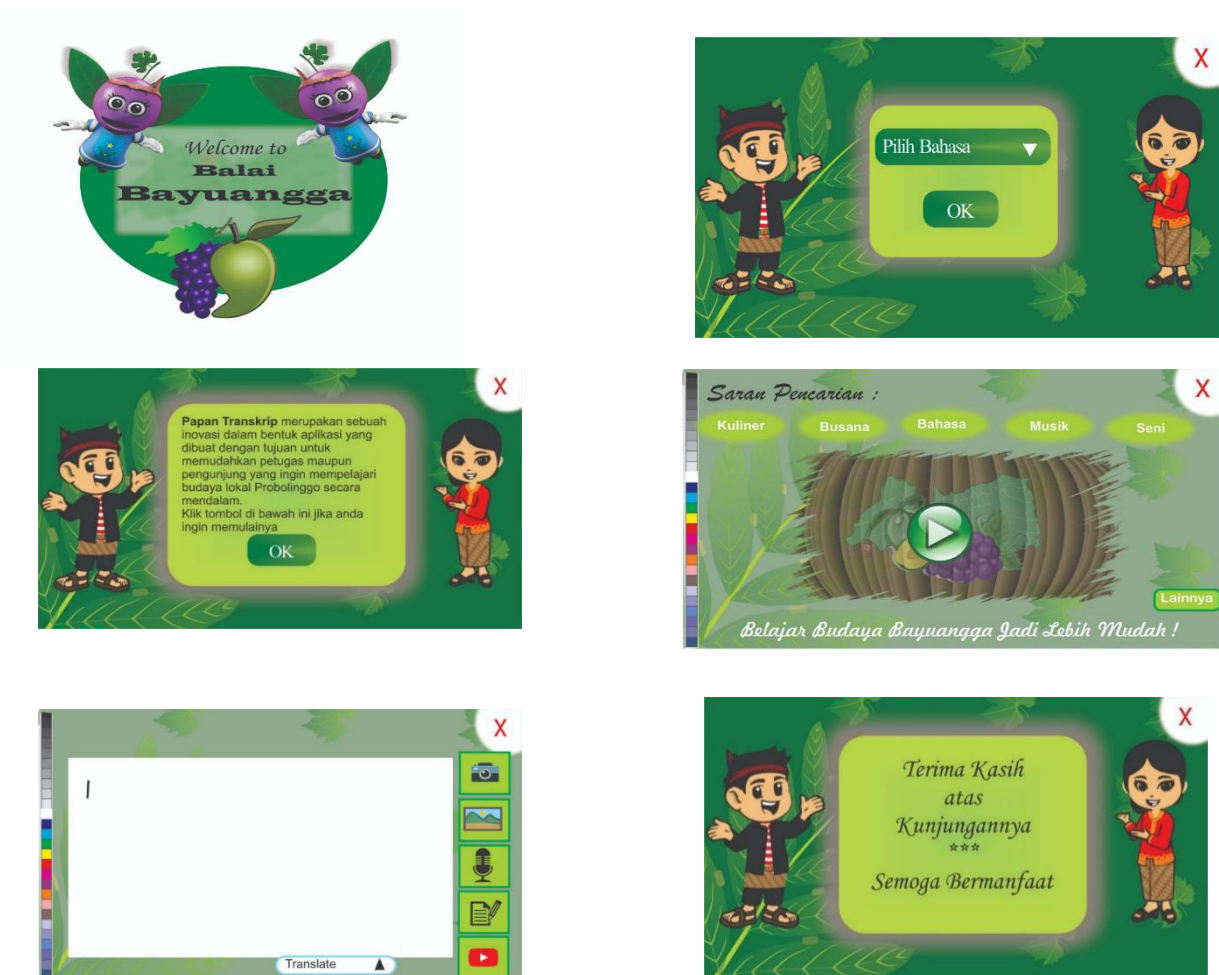 Welcome to
Balai
Bayuangga
X
Pilih Bahasa
OK
X
Papan Transkrip merupakan sebuah
inovasi dalam bentuk aplikasi yang
dibuat dengan tujuan untuk
memudahkan petugas maupun
pengunjung yang ingin mempelajari
budaya lokal Probolinggo secara
mendalam.
Klik tombol di bawah ini jika anda
ingin memulainya
OK
X
Saran Pencarian :
Kuliner Busana Bahasa Musik Seni
Lainnya
Belajar Budaya Bayuangga Jadi Lebih Mudah !
X
Translate
X
Terima Kasih
atas
Kunjungannya
***
Semoga Bermanfaat